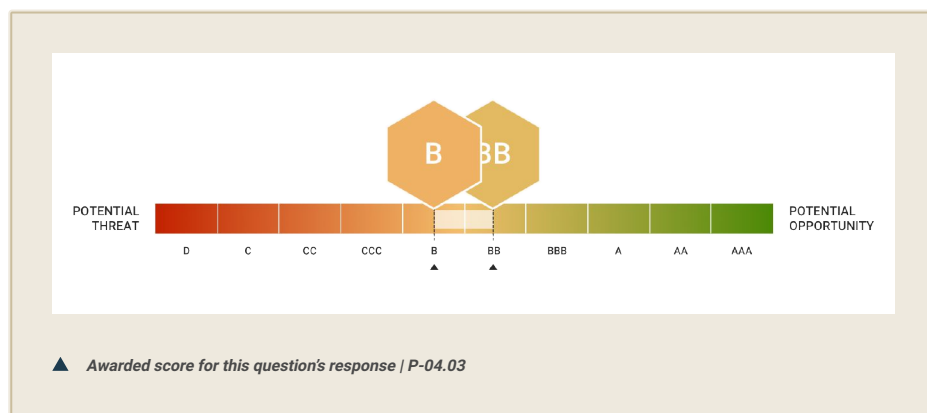 B
BB
POTENTIAL
THREAT
POTENTIAL
OPPORTUNITY
D C CC CCC B BB BBB A AA AAA
Awarded score for this question's response | P-04.03